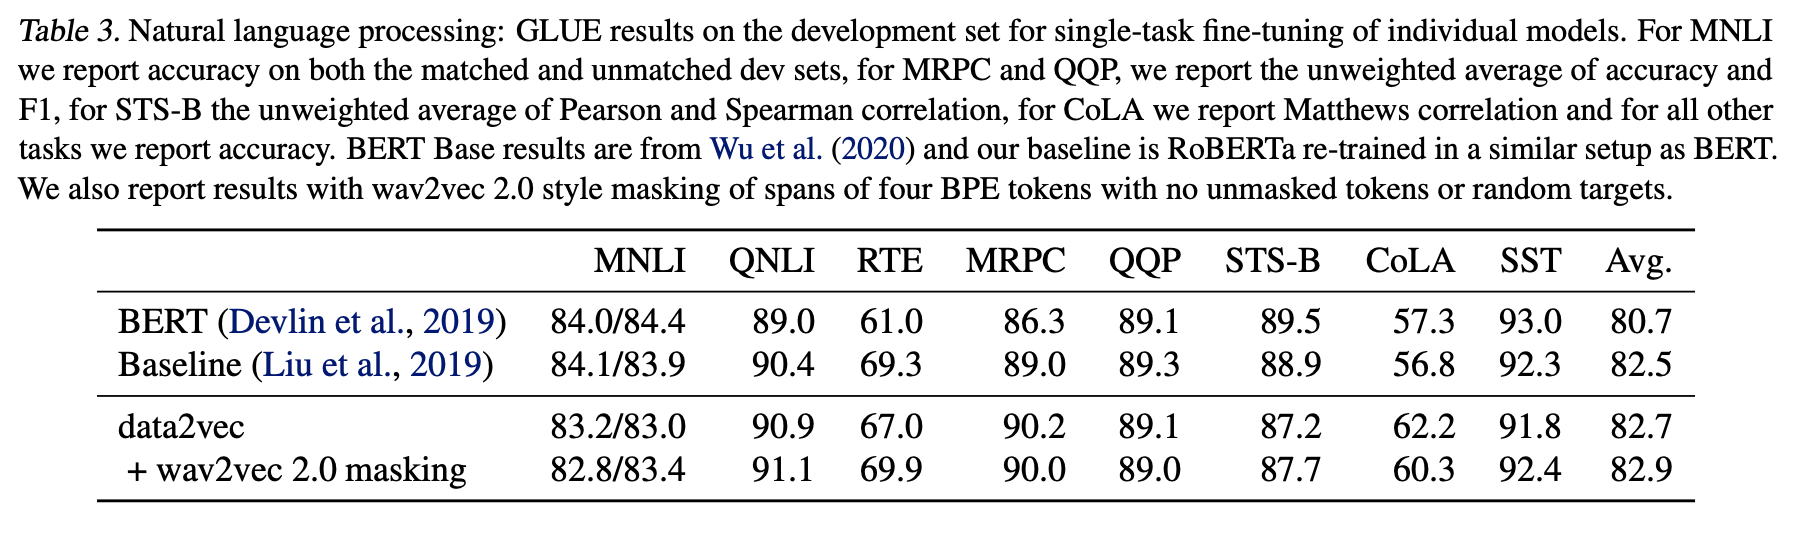 Table 3. Natural language processing: GLUE results on the development set for single-task fine-tuning of individual models. For MNLI
we report accuracy on both the matched and unmatched dev sets, for MRPC and QQP, we report the unweighted average of accuracy and
F1, for STS-B the unweighted average of Pearson and Spearman correlation, for CoLA we report Matthews correlation and for all other
tasks we report accuracy. BERT Base results are from Wu et al. (2020) and our baseline is RoBERTa re-trained in a similar setup as BERT.
We also report results with wav2vec 2.0 style masking of spans of four BPE tokens with no unmasked tokens or random targets.
MNLI QNLI RTE MRPC QQP STS-B CoLA SST Avg.
BERT (Devlin et al., 2019) 84.0/84.4 89.0 61.0 86.3 89.1 89.5 57.3 93.0 80.7
Baseline (Liu et al., 2019) 84.1/83.9 90.4 69.3 89.0 89.3 88.9 56.8 92.3 82.5
data2vec 83.2/83.0 90.9 67.0 90.2 89.1 87.2 62.2 91.8 82.7
+ wav2vec 2.0 masking 82.8/83.4 91.1 69.9 90.0 89.0 87.7 60.3 92.4 82.9